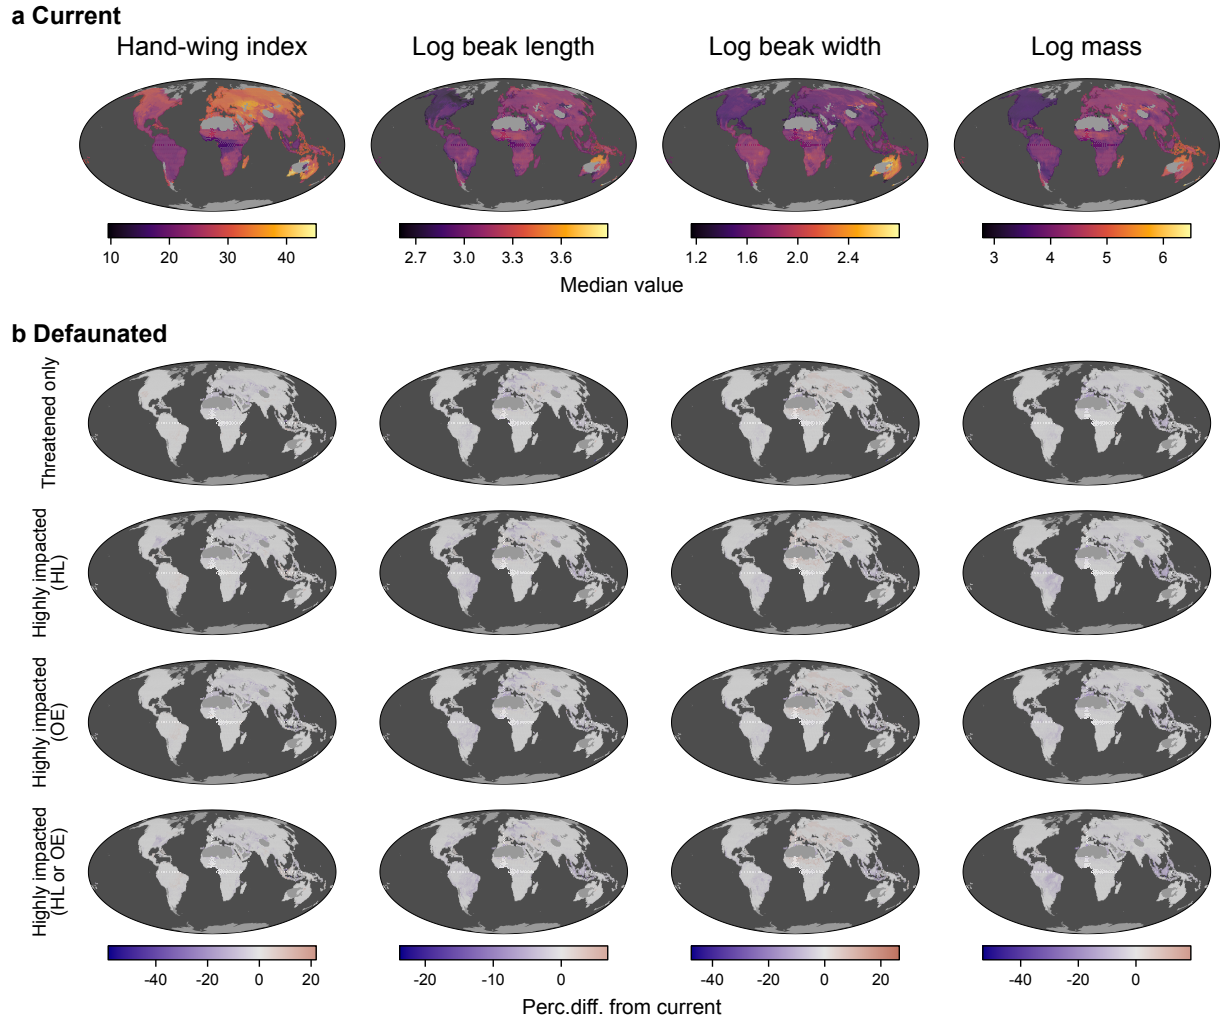 a Current
Hand-wing index
Log beak length
Log beak width
Log mass
10 20 30 40
2.7 3.0 3.3 3.6
1.2 1.6 2.0 2.4
3 4 5 6
Median value
b Defaunated
Threatened only
Highly impacted
(HL)
Highly impacted
(OE)
Highly impacted
(HL or OE)
-40 -20 0 20
-20 -10 0
-40 -20 0 20
-40 -20 0
Perc.diff. from current